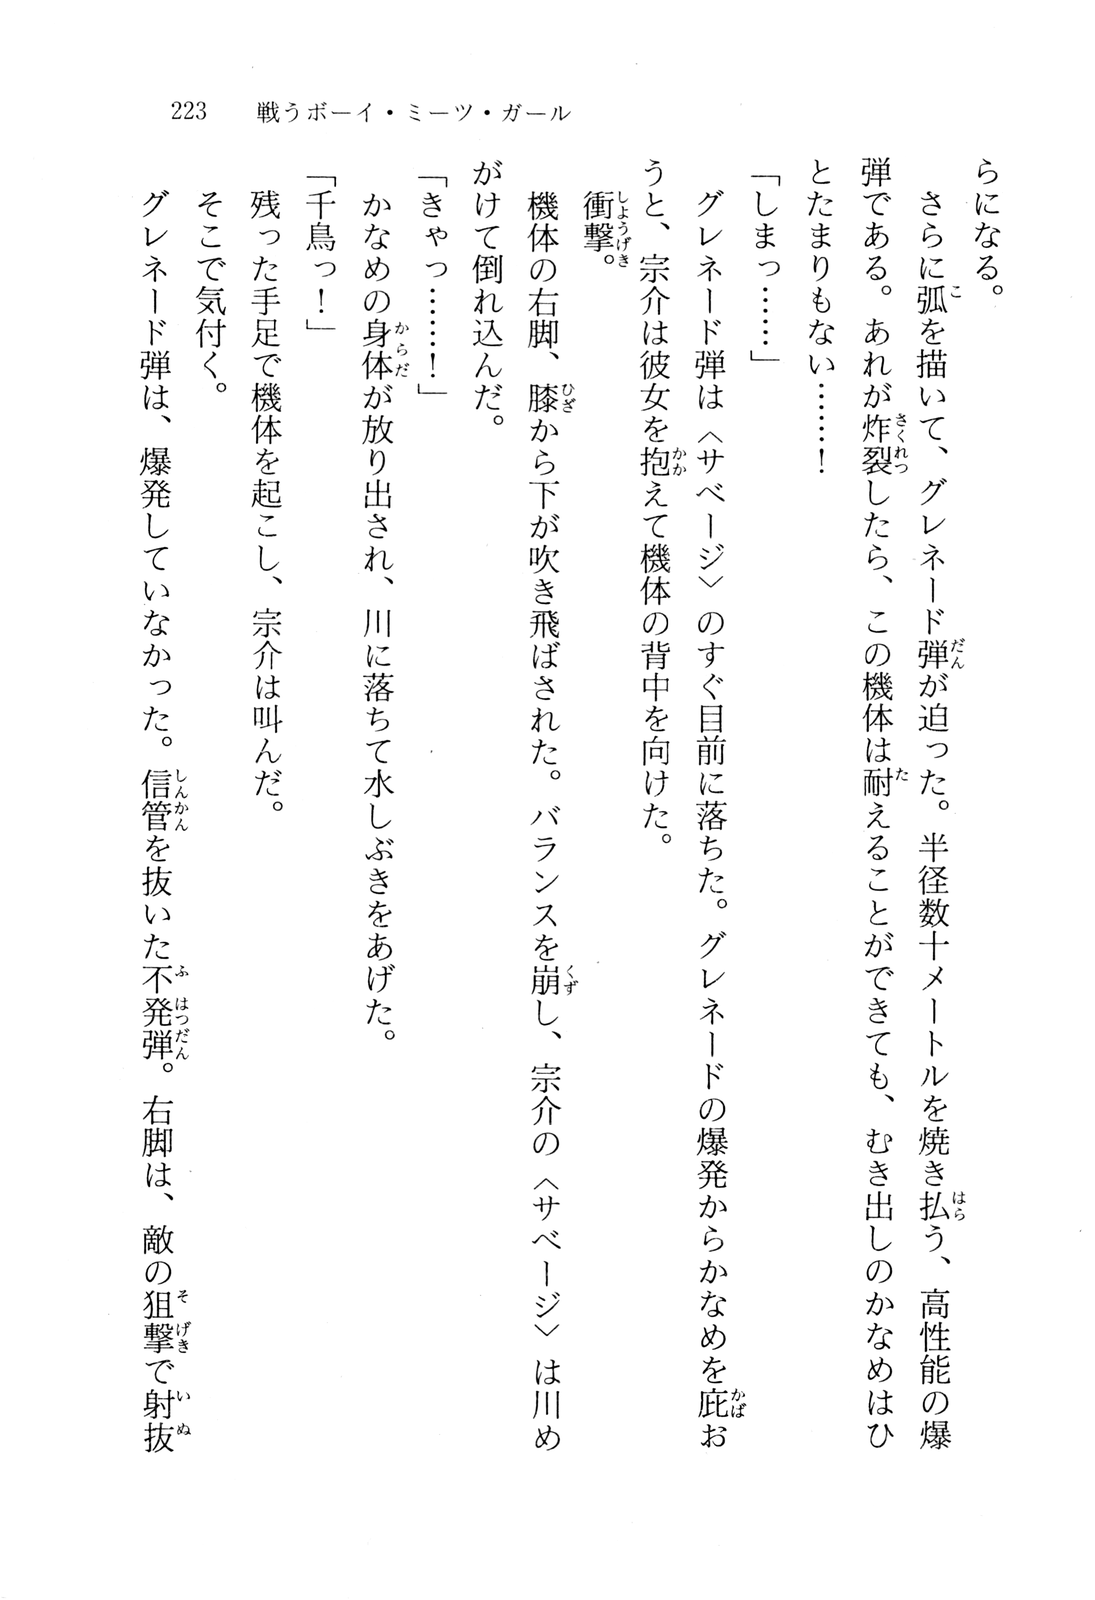 223 戦うボーイ・ミーツ・ガール
らになる。
さらに弧を描いて、グレネード弾が迫った。半径数十メートルを焼き払う、高性能の爆
弾である。あれが炸裂したら、この機体は耐えることができても、むき出しのかなめはひ
とたまりもない……！
「しまっ……」
グレネード弾は〈サベージ〉のすぐ目前に落ちた。グレネードの爆発からかなめを庇お
うと、宗介は彼女を抱えて機体の背中を向けた。
衝撃。
機体の右脚、膝から下が吹き飛ばされた。バランスを崩し、宗介の〈サベージ〉は川め
がけて倒れ込んだ。
「きゃっ……！」
かなめの身体が放り出され、川に落ちて水しぶきをあげた。
「千鳥っ！」
残った手足で機体を起こし、宗介は叫んだ。
そこで気付く。
グレネード弾は、爆発していなかった。信管を抜いた不発弾。右脚は、敵の狙撃で射抜